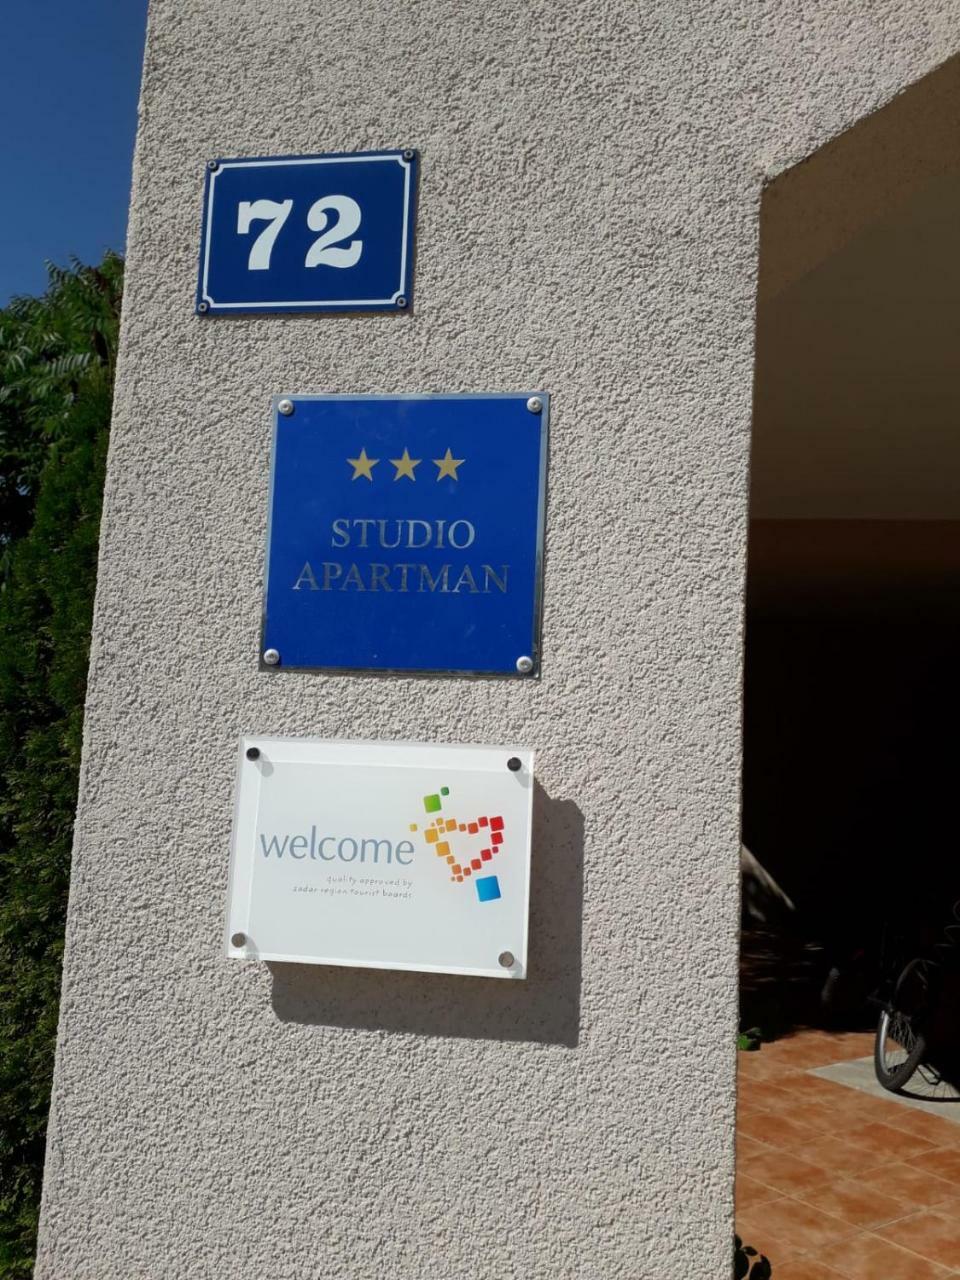 72
STUDIO
APARTMAN
welcome
quality approved by
zadar region tourist boards